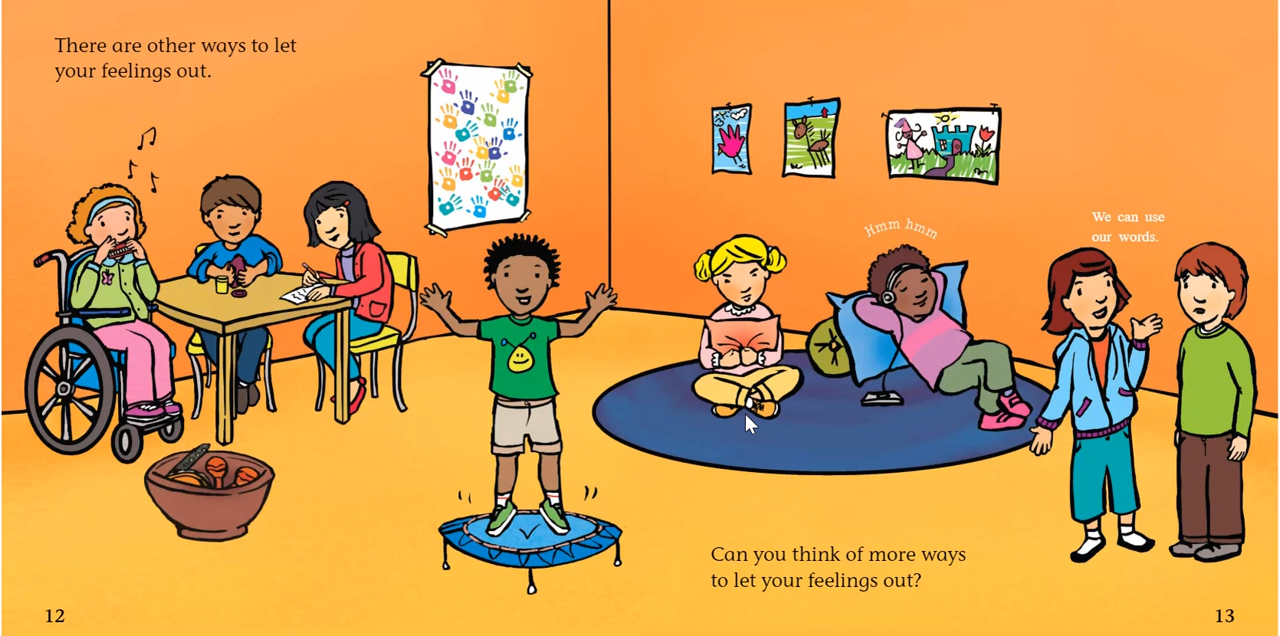 There are other ways to let
your feelings out.
Hmm hmm
We can use
our words.
Can you think of more ways
to let your feelings out?
12
13